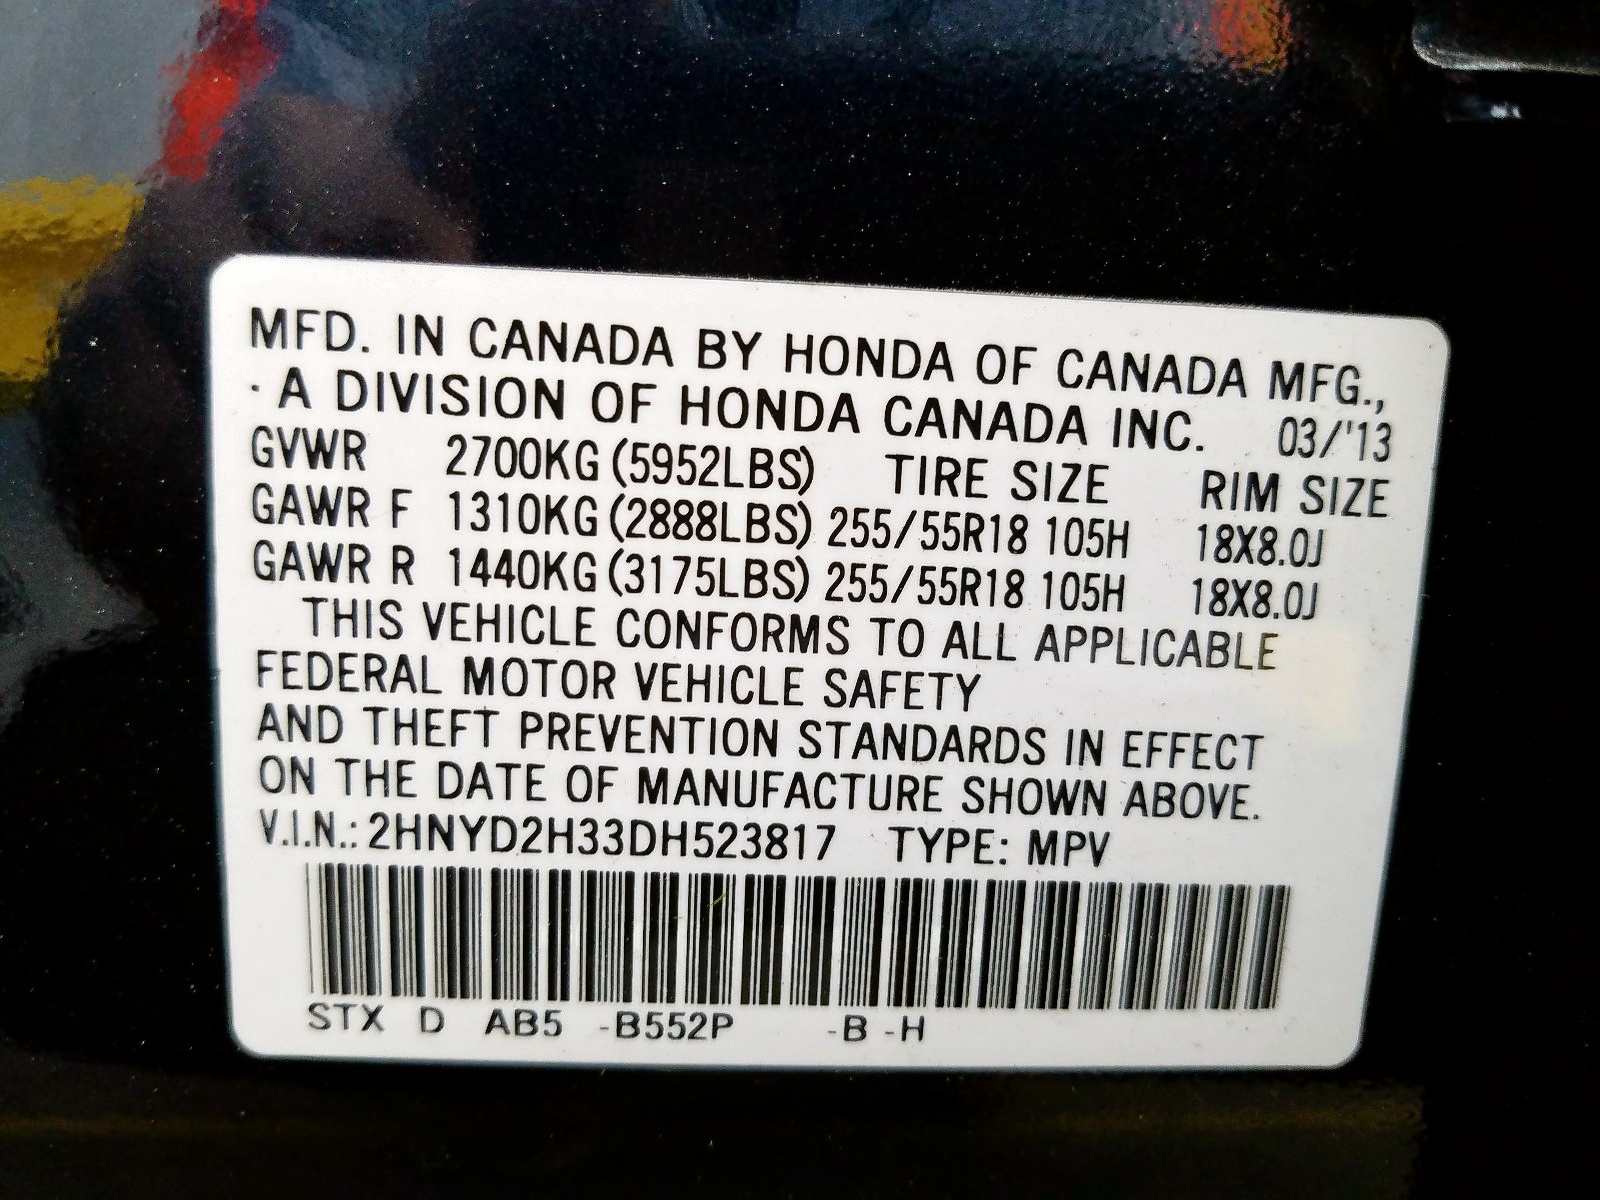 MFD. IN CANADA BY HONDA OF CANADA MFG.,
· A DIVISION OF HONDA CANADA INC. 03/'13
GVWR 2700KG (5952LBS) TIRE SIZE RIM SIZE
GAWR F 1310KG (2888LBS) 255/55R18 105H 18X8.0J
GAWR R 1440KG (3175LBS) 255/55R18 105H 18X8.0J
THIS VEHICLE CONFORMS TO ALL APPLICABLE
FEDERAL MOTOR VEHICLE SAFETY
AND THEFT PREVENTION STANDARDS IN EFFECT
ON THE DATE OF MANUFACTURE SHOWN ABOVE.
V.I.N.: 2HNYD2H33DH523817 TYPE: MPV
STX D AB5 -B552P -B -H